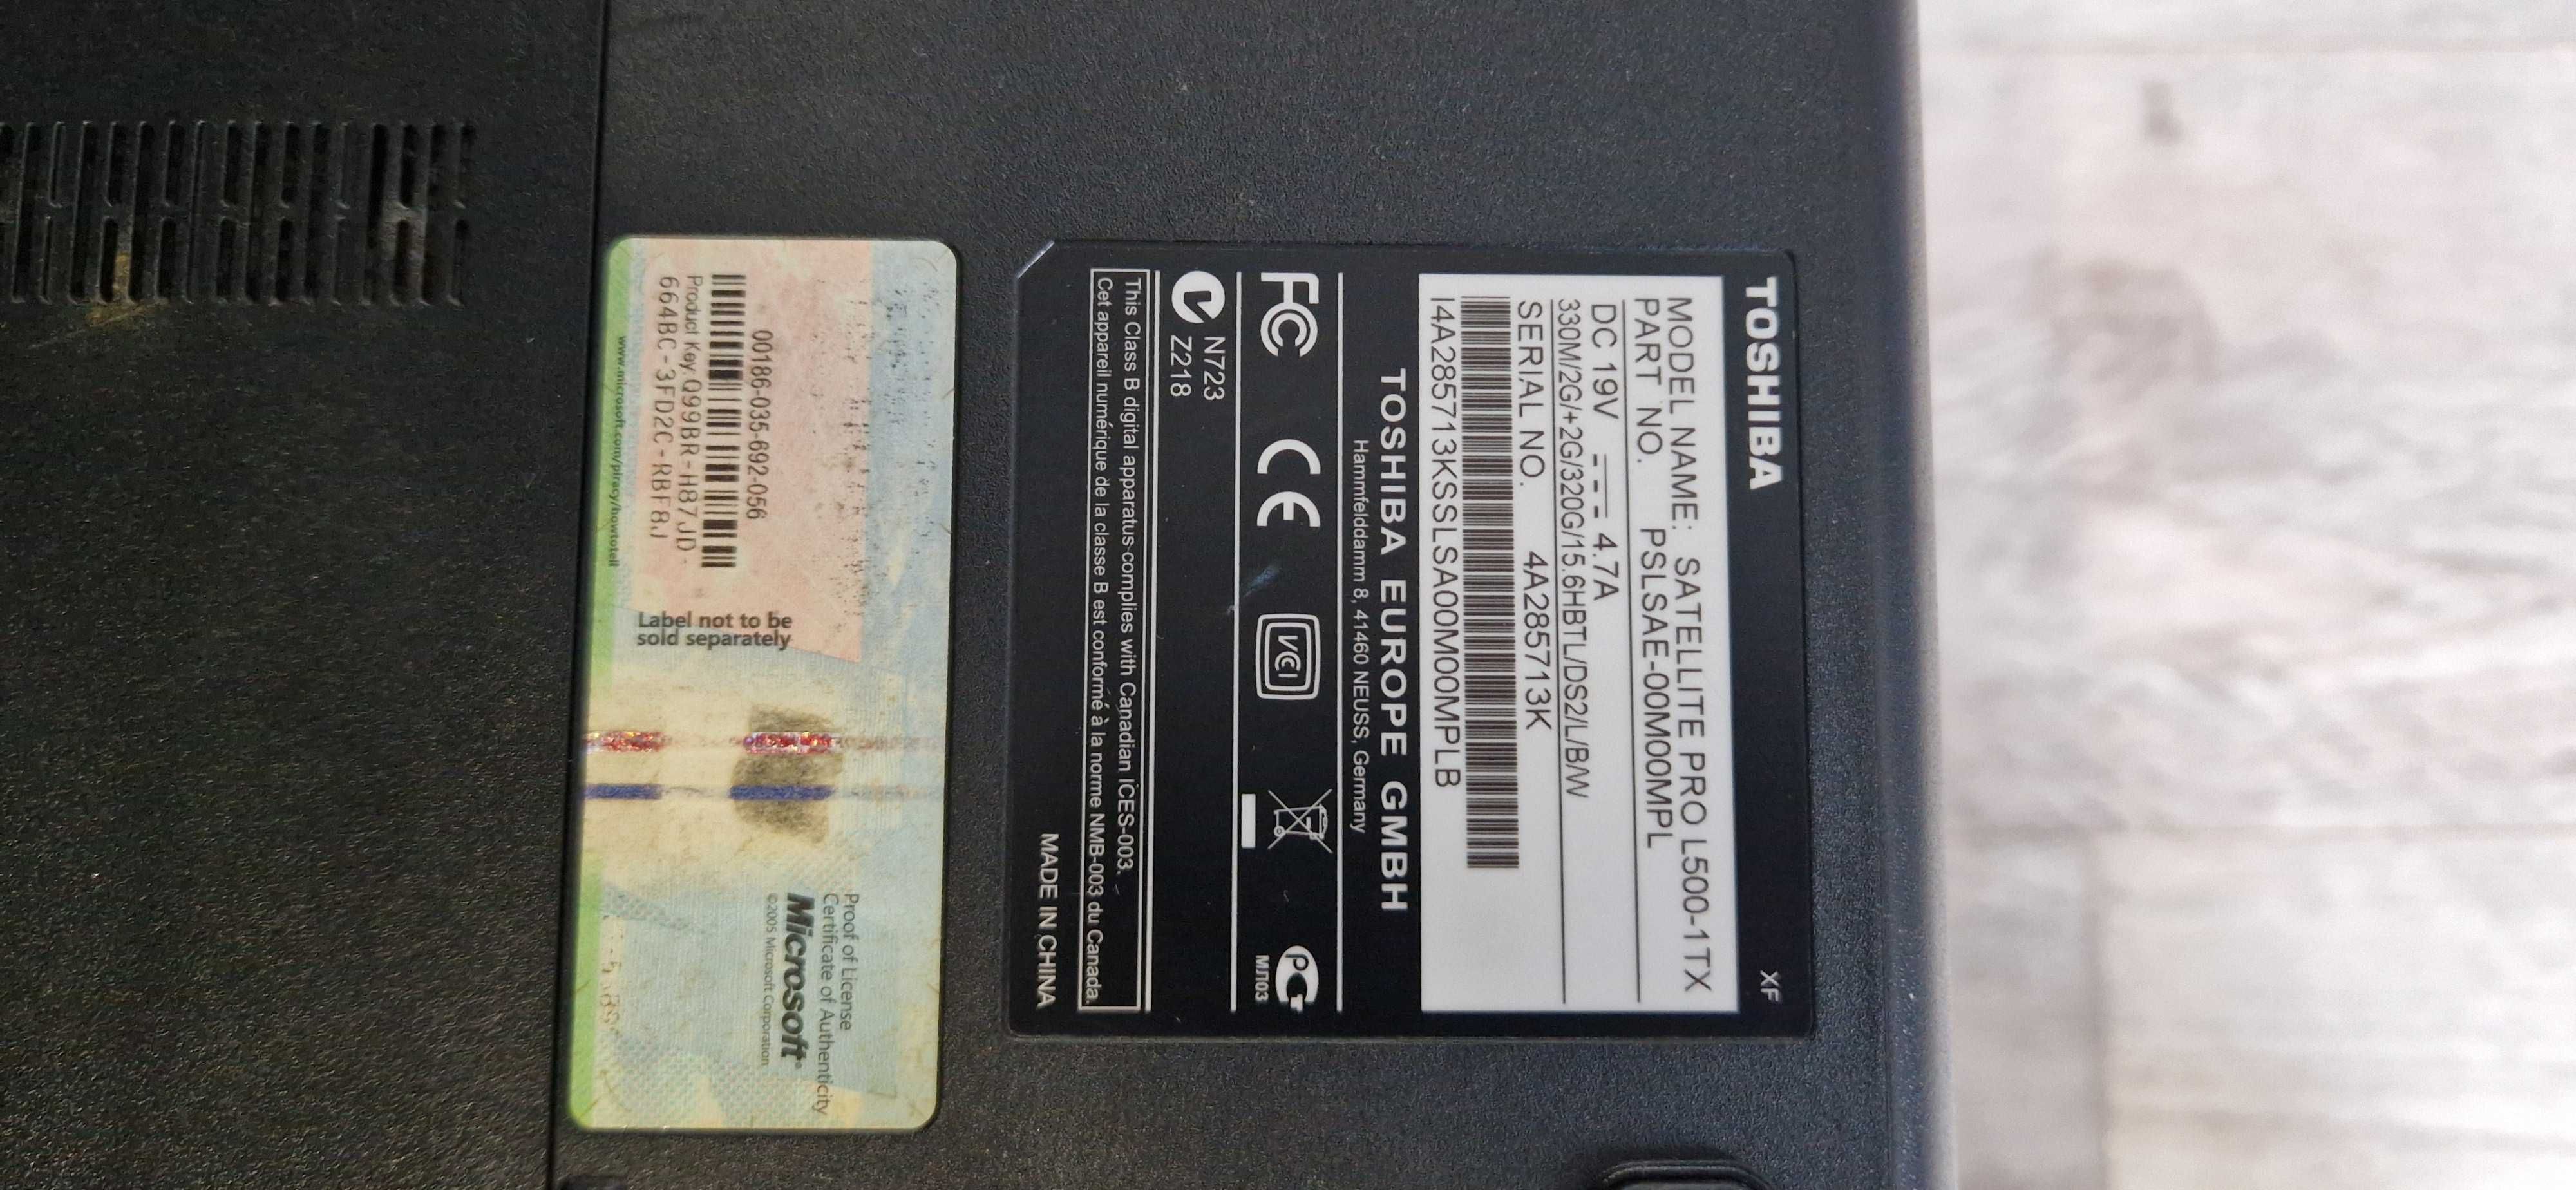 TOSHIBA XF
MODEL NAME: SATELLITE PRO L500-1TX
PART NO. PSLSAE-00M00MPL
DC 19V 4.7A
330M/2G/+2G/320G/15.6HBTL/DS2/L/B/W
SERIAL NO. 4A285713K
I4A285713KSSLSA00M00MPLB
TOSHIBA EUROPE GMBH
Hammfelddamm 8, 41460 NEUSS, Germany
FC CE VCI PCT
МЛ03
N723
Z218
This Class B digital apparatus complies with Canadian ICES-003.
Cet appareil numérique de la classe B est conformé à la norme NMB-003 du Canada.
MADE IN CHINA
00186-035-692-056
Product Key Q999BR-H87JD-
664BC-3FD2C-RBFF8J
www.microsoft.com/piracy/howtotell
Label not to be
sold separately
Proof of License
Certificate of Authenticity
Microsoft®
©2005 Microsoft Corporation